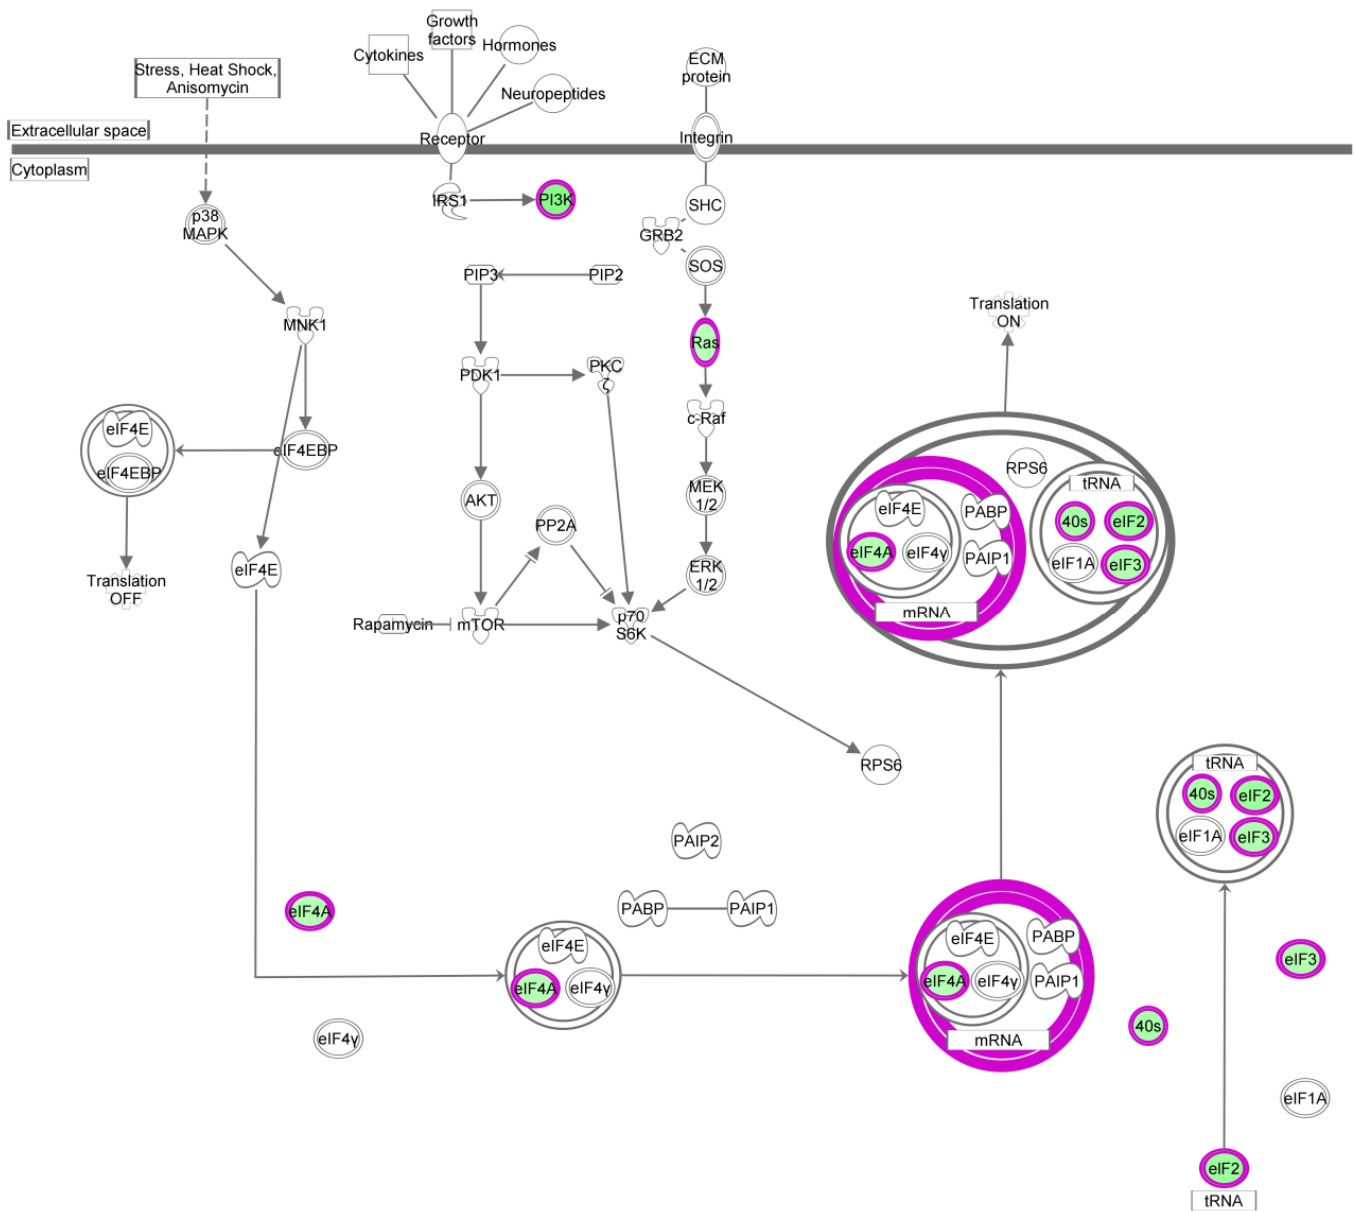 Growth
factors
Cytokines
Hormones
ECM
protein
Stress, Heat Shock,
Anisomycin
Neuropeptides
Extracellular space
Receptor
Integrin
Cytoplasm
IRS1
PI3K
SHC
p38
MAPK
GRB2
SOS
PIP3
PIP2
Translation
ON
MNK1
Ras
PDK1
PKC
ζ
c-Raf
eIF4E
eIF4EBP
eIF4EBP
RPS6
tRNA
AKT
MEK
1/2
eIF4E
PABP
40s
eIF2
PP2A
eIF4A
eIF4γ
PAIP1
eIF1A
eIF3
eIF4E
ERK
1/2
Translation
OFF
mRNA
Rapamycin
mTOR
p70
S6K
RPS6
tRNA
40s
eIF2
eIF1A
eIF3
PAIP2
eIF4A
PABP
PAIP1
eIF4E
eIF4E
PABP
eIF3
eIF4A
eIF4γ
eIF4A
eIF4γ
PAIP1
40s
eIF4γ
mRNA
eIF1A
eIF2
tRNA